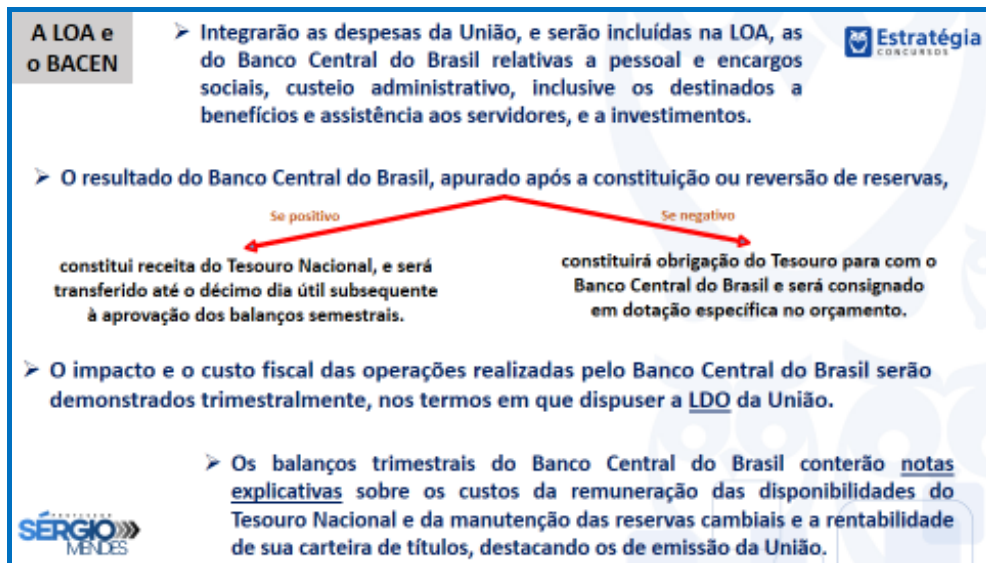 A LOA e
o BACEN
➢ Integrarão as despesas da União, e serão incluídas na LOA, as
do Banco Central do Brasil relativas a pessoal e encargos
sociais, custeio administrativo, inclusive os destinados a
benefícios e assistência aos servidores, e a investimentos.
Estratégia
CONCURSOS
➢ O resultado do Banco Central do Brasil, apurado após a constituição ou reversão de reservas,
Se positivo
Se negativo
constitui receita do Tesouro Nacional, e será
transferido até o décimo dia útil subsequente
à aprovação dos balanços semestrais.
constituirá obrigação do Tesouro para com o
Banco Central do Brasil e será consignado
em dotação específica no orçamento.
➢ O impacto e o custo fiscal das operações realizadas pelo Banco Central do Brasil serão
demonstrados trimestralmente, nos termos em que dispuser a LDO da União.
➢ Os balanços trimestrais do Banco Central do Brasil conterão notas
explicativas sobre os custos da remuneração das disponibilidades do
Tesouro Nacional e da manutenção das reservas cambiais e a rentabilidade
de sua carteira de títulos, destacando os de emissão da União.
PROFESSOR
SÉRGIO
MENDES